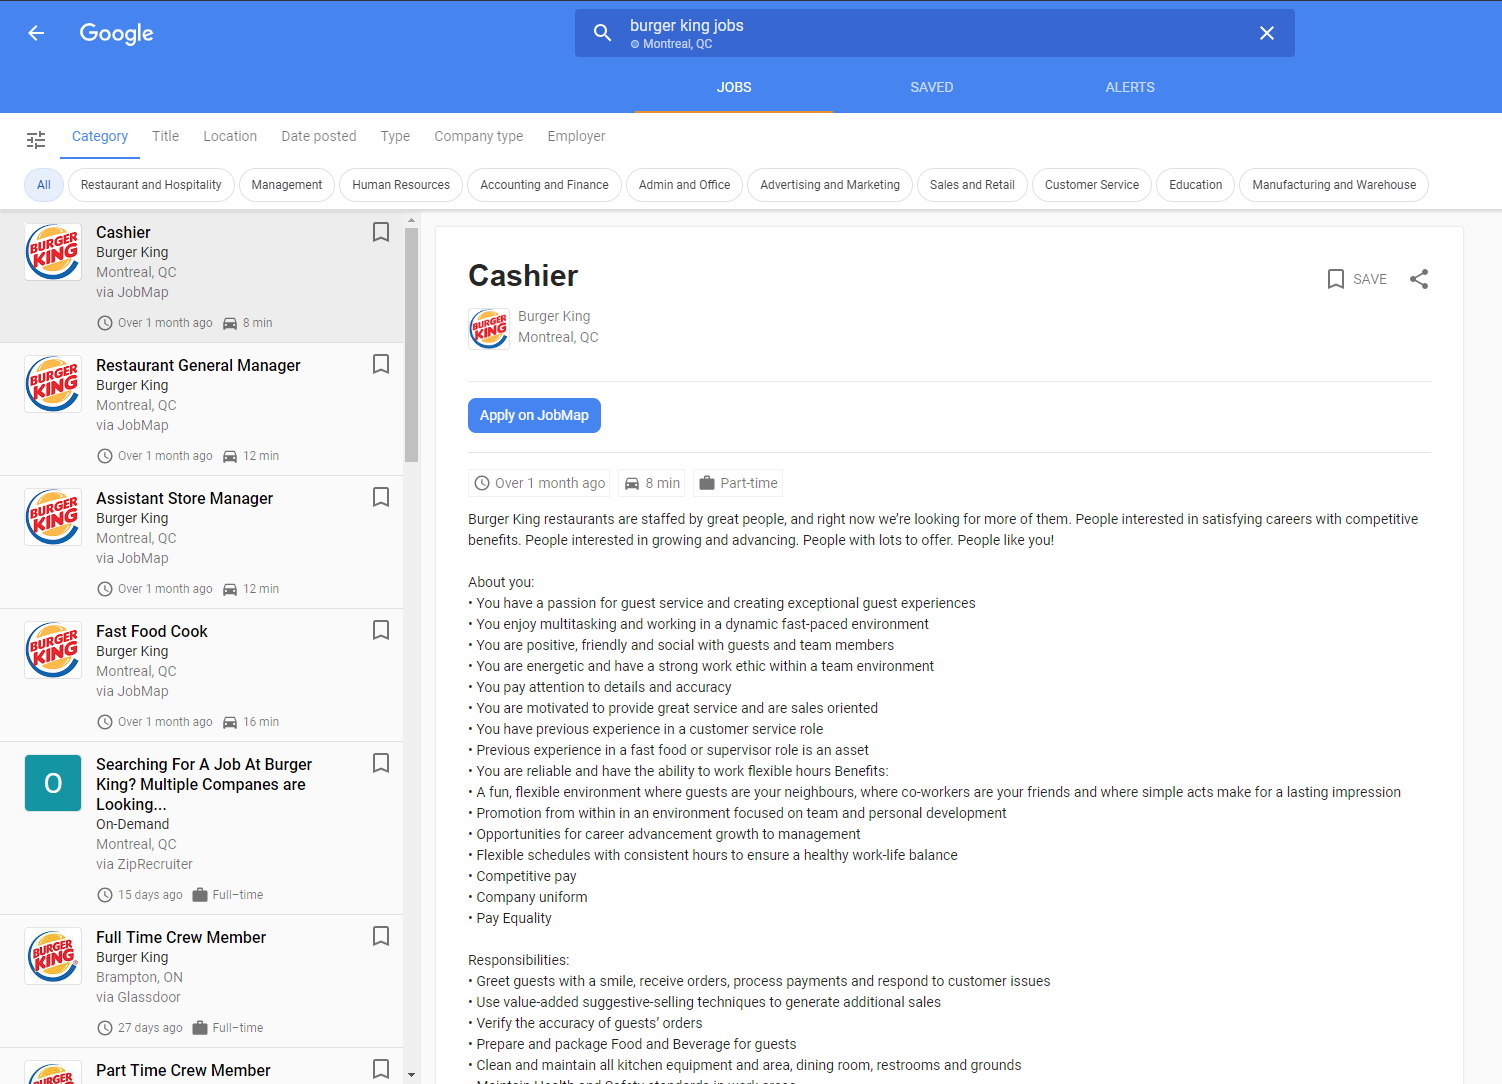 Google
burger king jobs
Montreal, QC
JOBS
SAVED
ALERTS
Category
Title
Location
Date posted
Type
Company type
Employer
All
Restaurant and Hospitality
Management
Human Resources
Accounting and Finance
Admin and Office
Advertising and Marketing
Sales and Retail
Customer Service
Education
Manufacturing and Warehouse
BURGER
KING
Cashier
Burger King
Montreal, QC
via JobMap
Over 1 month ago 8 min
BURGER
KING
Restaurant General Manager
Burger King
Montreal, QC
via JobMap
Over 1 month ago 12 min
BURGER
KING
Assistant Store Manager
Burger King
Montreal, QC
via JobMap
Over 1 month ago 12 min
BURGER
KING
Fast Food Cook
Burger King
Montreal, QC
via JobMap
Over 1 month ago 16 min
O
Searching For A Job At Burger
King? Multiple Companes are
Looking...
On-Demand
Montreal, QC
via ZipRecruiter
15 days ago Full–time
BURGER
KING
Full Time Crew Member
Burger King
Brampton, ON
via Glassdoor
27 days ago Full–time
BURGER
Part Time Crew Member
Cashier
SAVE
BURGER
KING
Burger King
Montreal, QC
Apply on JobMap
Over 1 month ago 8 min Part-time
Burger King restaurants are staffed by great people, and right now we’re looking for more of them. People interested in satisfying careers with competitive
benefits. People interested in growing and advancing. People with lots to offer. People like you!
About you:
• You have a passion for guest service and creating exceptional guest experiences
• You enjoy multitasking and working in a dynamic fast-paced environment
• You are positive, friendly and social with guests and team members
• You are energetic and have a strong work ethic within a team environment
• You pay attention to details and accuracy
• You are motivated to provide great service and are sales oriented
• You have previous experience in a customer service role
• Previous experience in a fast food or supervisor role is an asset
• You are reliable and have the ability to work flexible hours Benefits:
• A fun, flexible environment where guests are your neighbours, where co-workers are your friends and where simple acts make for a lasting impression
• Promotion from within in an environment focused on team and personal development
• Opportunities for career advancement growth to management
• Flexible schedules with consistent hours to ensure a healthy work-life balance
• Competitive pay
• Company uniform
• Pay Equality
Responsibilities:
• Greet guests with a smile, receive orders, process payments and respond to customer issues
• Use value-added suggestive-selling techniques to generate additional sales
• Verify the accuracy of guests’ orders
• Prepare and package Food and Beverage for guests
• Clean and maintain all kitchen equipment and area, dining room, restrooms and grounds
• Maintain Health and Safety standards in work areas